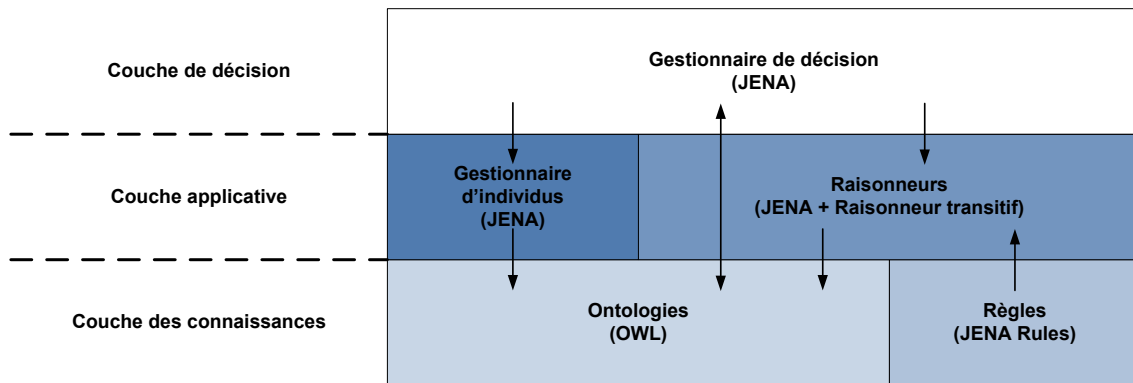 Couche de décision
Gestionnaire de décision
(JENA)
Couche applicative
Gestionnaire
d'individus
(JENA)
Raisonneurs
(JENA + Raisonneur transitif)
Couche des connaissances
Ontologies
(OWL)
Règles
(JENA Rules)